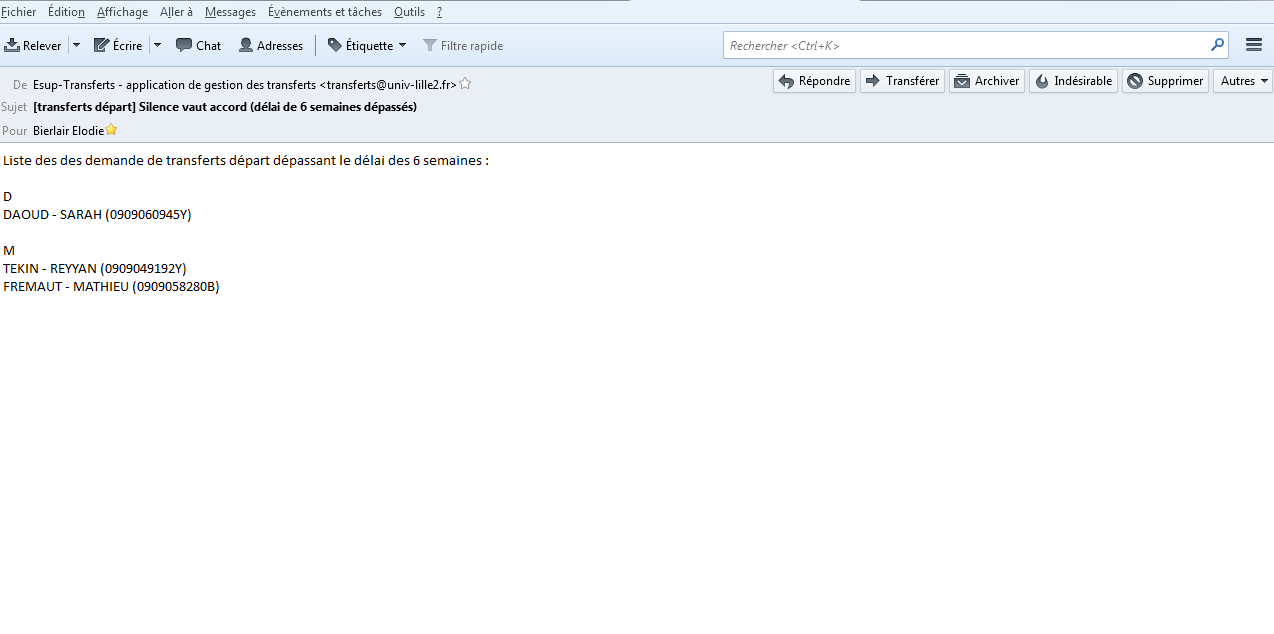 Fichier Édition Affichage Aller à Messages Évènements et tâches Outils ?
Relever Écrire Chat Adresses Étiquette Filtre rapide Rechercher <Ctrl+K>
De Esup-Transferts - application de gestion des transferts <transferts@univ-lille2.fr> Répondre Transférer Archiver Indésirable Supprimer Autres
Sujet [transferts départ] Silence vaut accord (délai de 6 semaines dépassés)
Pour Bierlair Elodie
Liste des des demande de transferts départ dépassant le délai des 6 semaines :
D
DAOUD - SARAH (0909060945Y)
M
TEKIN - REYYAN (0909049192Y)
FREMAUT - MATHIEU (0909058280B)